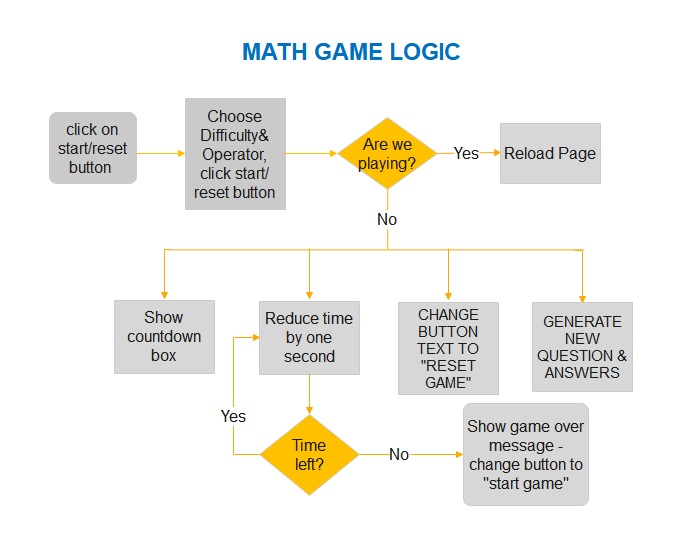 MATH GAME LOGIC
click on
start/reset
button
Choose
Difficulty&
Operator,
click start/
reset button
Are we
playing?
Yes
Reload Page
No
Show
countdown
box
Reduce time
by one
second
CHANGE
BUTTON
TEXT TO
"RESET
GAME"
GENERATE
NEW
QUESTION &
ANSWERS
Yes
Time
left?
No
Show game over
message -
change button to
"start game"